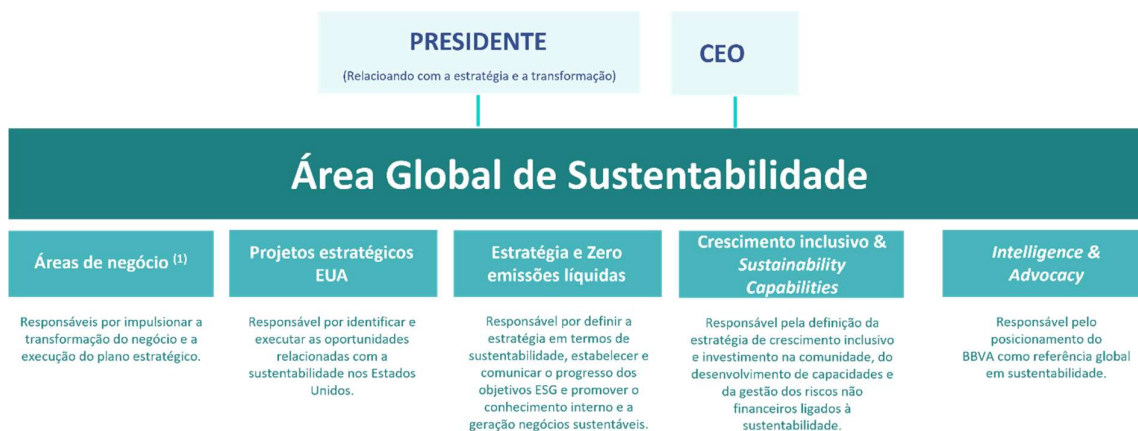 PRESIDENTE
(Relacioando com a estratégia e a transformação)
CEO
Área Global de Sustentabilidade
Áreas de negócio (1)
Responsáveis por impulsionar a
transformação do negócio e a
execução do plano estratégico.
Projetos estratégicos
EUA
Responsável por identificar e
executar as oportunidades
relacionadas com a
sustentabilidade nos Estados
Unidos.
Estratégia e Zero
emissões líquidas
Responsável por definir a
estratégia em termos de
sustentabilidade, estabelecer e
comunicar o progresso dos
objetivos ESG e promover o
conhecimento interno e a
geração negócios sustentáveis.
Crescimento inclusivo &
Sustainability
Capabilities
Responsável pela definição da
estratégia de crescimento inclusivo
e investimento na comunidade, do
desenvolvimento de capacidades e
da gestão dos riscos não
financeiros ligados à
sustentabilidade.
Intelligence &
Advocacy
Responsável pelo
posicionamento do
BBVA como referência global
em sustentabilidade.